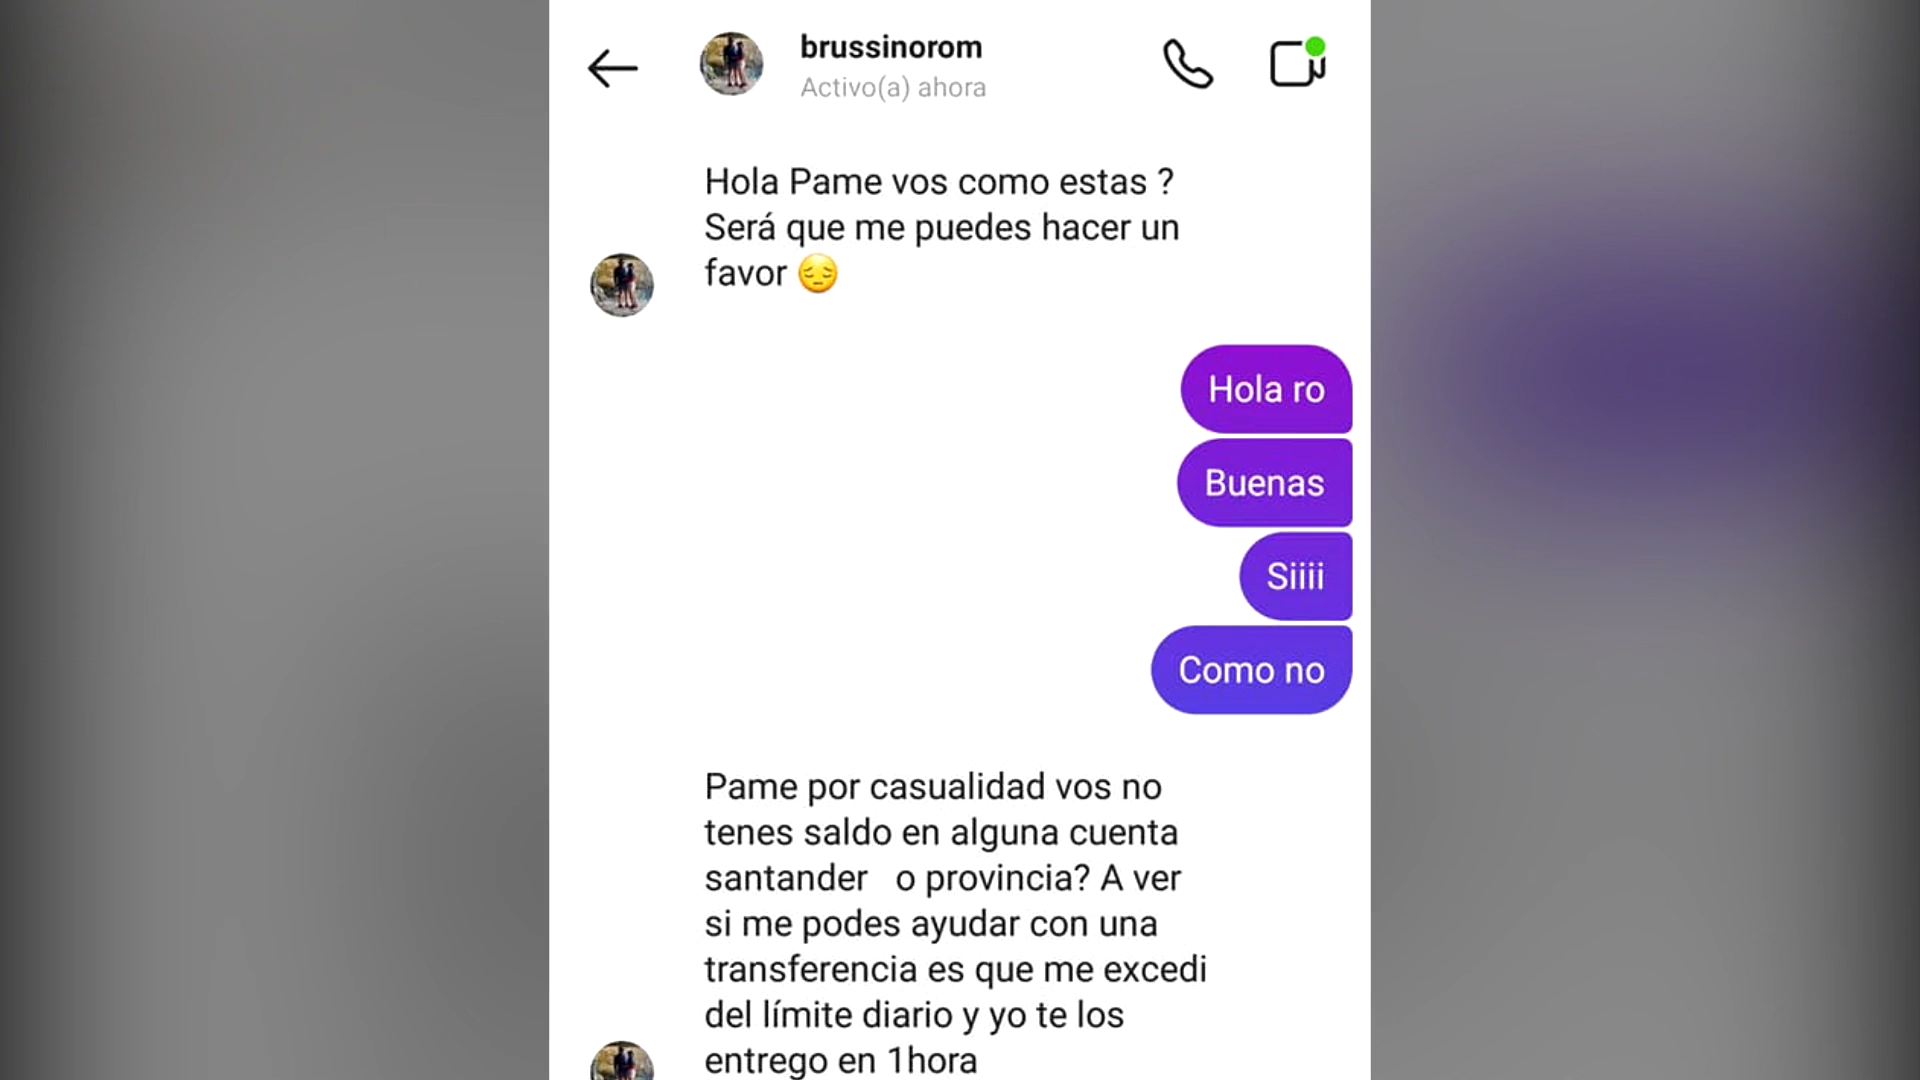 brussinorom
Activo(a) ahora
Hola Pame vos como estas ?
Será que me puedes hacer un
favor 😔
Hola ro
Buenas
Siiii
Como no
Pame por casualidad vos no
tenes saldo en alguna cuenta
santander   o provincia? A ver
si me podes ayudar con una
transferencia es que me excedi
del límite diario y yo te los
entrego en 1hora